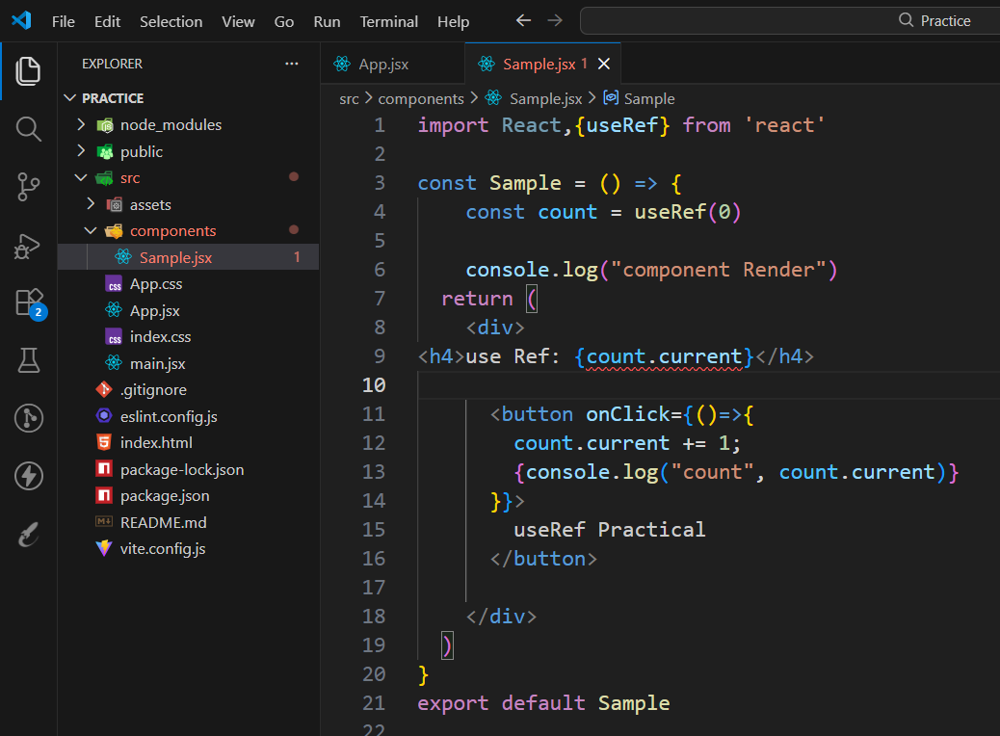 File Edit Selection View Go Run Terminal Help
Practice
EXPLORER
PRACTICE
node_modules
public
src
assets
components
Sample.jsx 1
App.css
App.jsx
index.css
main.jsx
.gitignore
eslint.config.js
index.html
package-lock.json
package.json
README.md
vite.config.js
2
App.jsx
Sample.jsx 1
src > components > Sample.jsx > Sample
1 import React,{useRef} from 'react'
2
3 const Sample = () => {
4 const count = useRef(0)
5
6 console.log("component Render")
7 return (
8 <div>
9 <h4>use Ref: {count.current}</h4>
10
11 <button onClick={()=>{
12 count.current += 1;
13 {console.log("count", count.current)}
14 }}>
15 useRef Practical
16 </button>
17
18 </div>
19 )
20 }
21 export default Sample
22